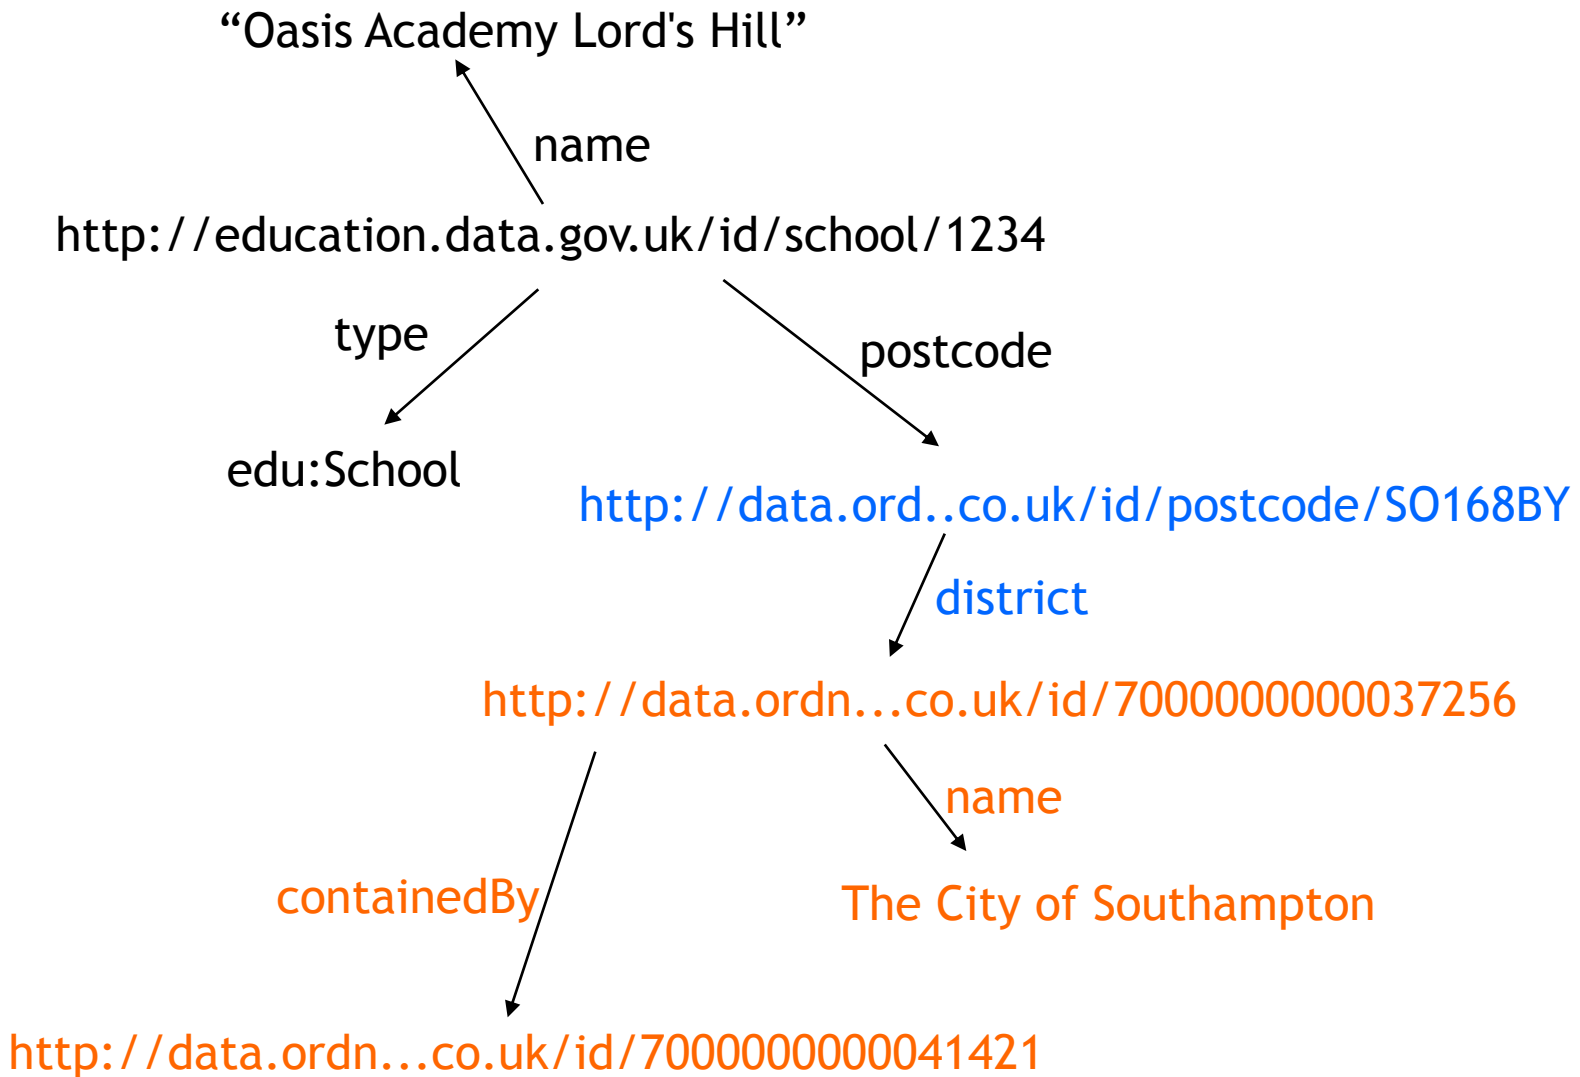 “Oasis Academy Lord's Hill”
name
http://education.data.gov.uk/id/school/1234
type
postcode
edu:School
http://data.ord..co.uk/id/postcode/SO168BY
district
http://data.ordn...co.uk/id/7000000000037256
name
containedBy
The City of Southampton
http://data.ordn...co.uk/id/7000000000041421